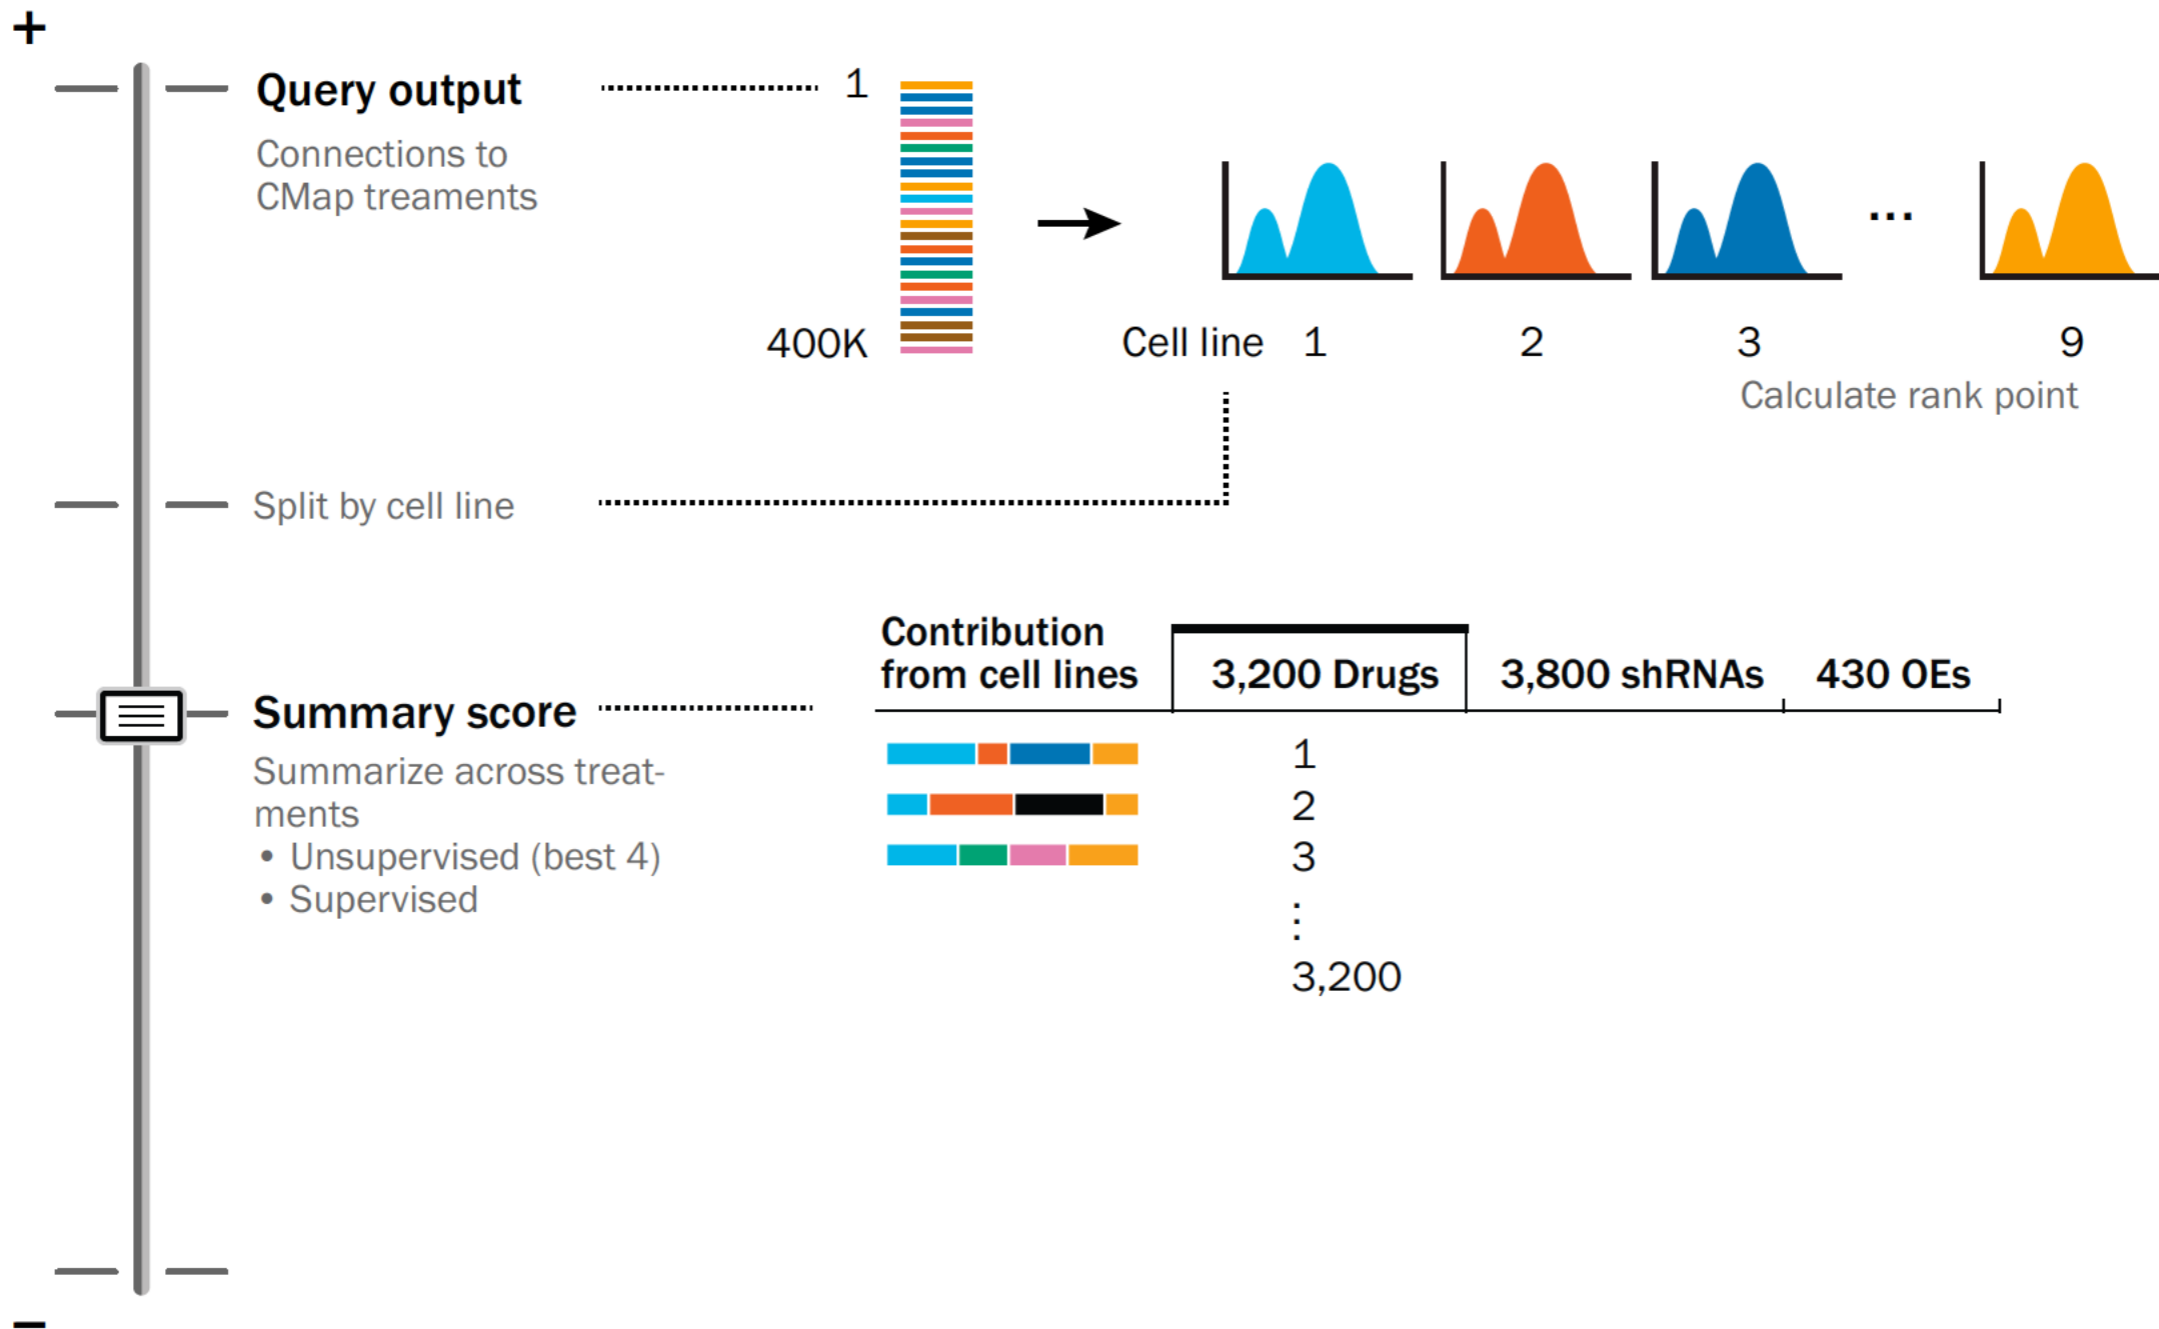 +
Query output
1
Connections to
CMap treaments
...
400K
Cell line 1 2 3 9
Calculate rank point
Split by cell line
Contribution
from cell lines
3,200 Drugs
3,800 shRNAs
430 OEs
Summary score
Summarize across treat-
ments
• Unsupervised (best 4)
• Supervised
1
2
3
⋮
3,200
−